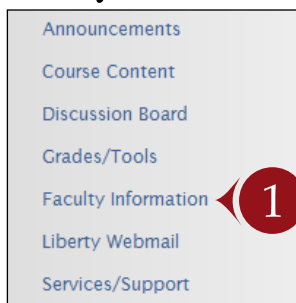 Announcements
Course Content
Discussion Board
Grades/Tools
Faculty Information 1
Liberty Webmail
Services/Support